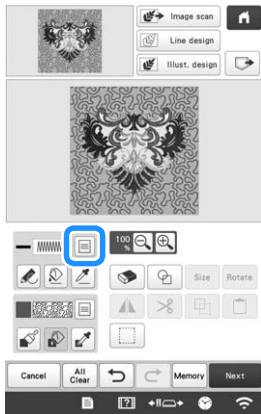 Image scan
Line design
Illust. design
100
%
Size
Rotate
Cancel
All
Clear
Memory
Next
?